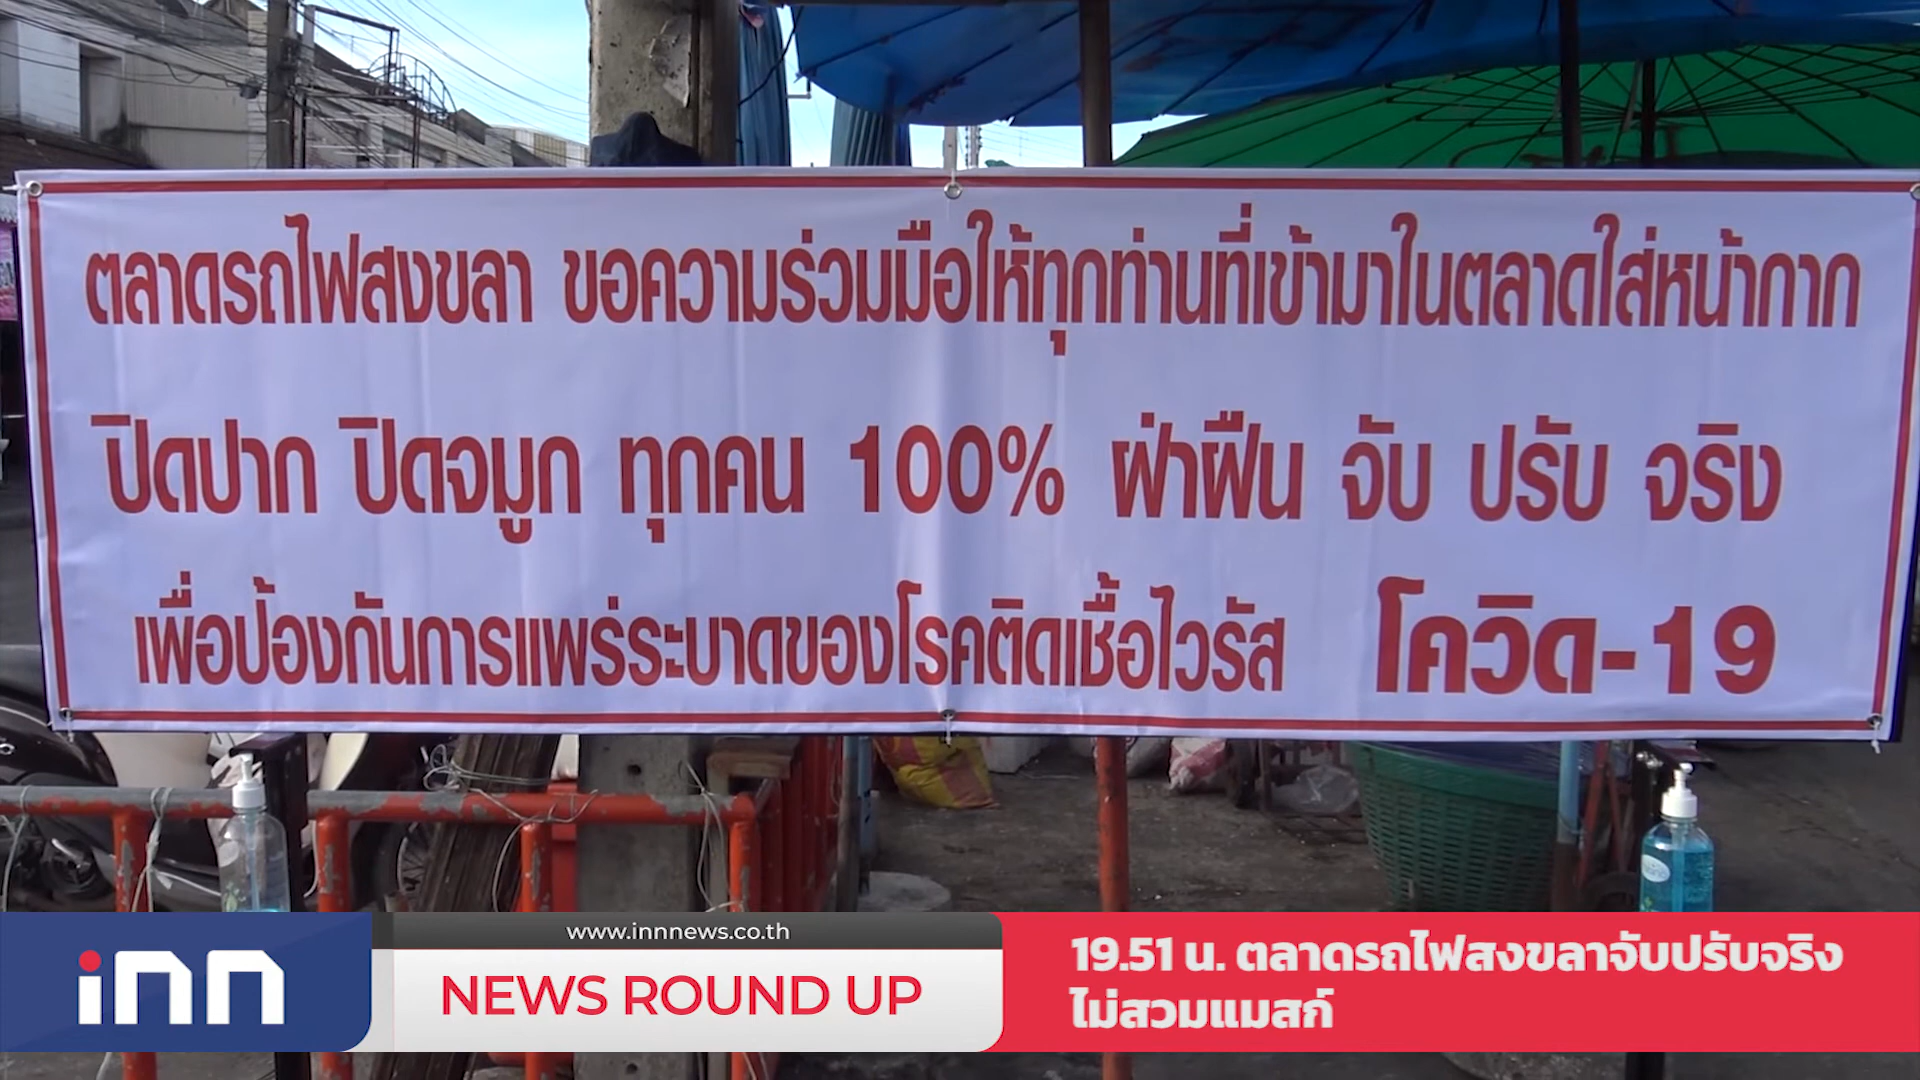 ตลาดรถไฟสงขลา ขอความร่วมมือให้ทุกท่านที่เข้ามาในตลาดใส่หน้ากาก
ปิดปาก ปิดจมูก ทุกคน 100% ฝ่าฝืน จับ ปรับ จริง
เพื่อป้องกันการแพร่ระบาดของโรคติดเชื้อไวรัส โควิด-19
inn
www.innnews.co.th
NEWS ROUND UP
19.51 น. ตลาดรถไฟสงขลาจับปรับจริง
ไม่สวมแมสก์